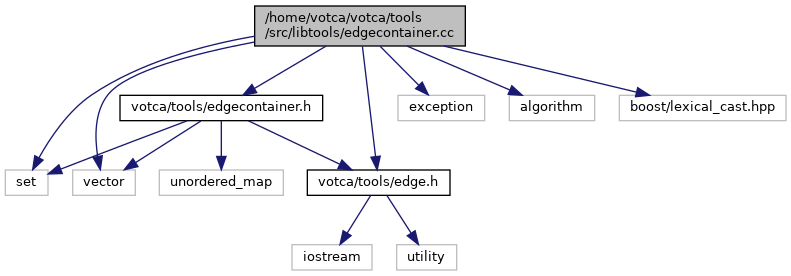 /home/votca/votca/tools
/src/libtools/edgecontainer.cc
votca/tools/edgecontainer.h
exception
algorithm
boost/lexical_cast.hpp
set
vector
unordered_map
votca/tools/edge.h
iostream
utility